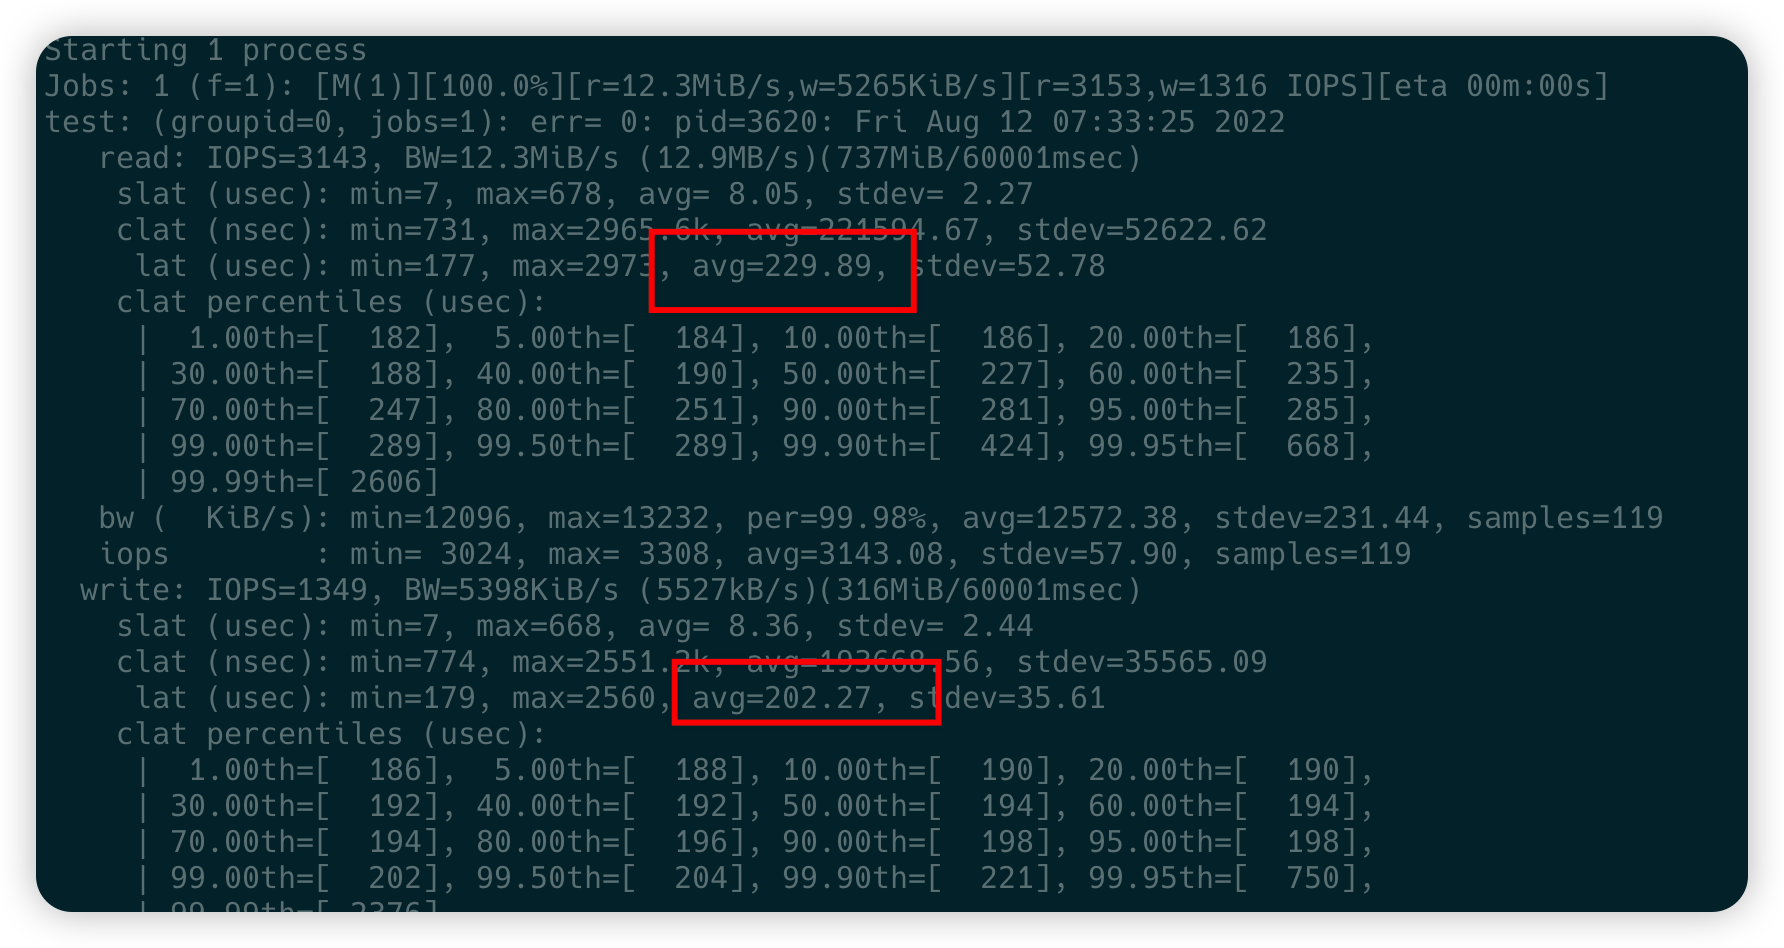 Starting 1 process
Jobs: 1 (f=1): [M(1)][100.0%][r=12.3MiB/s,w=5265KiB/s][r=3153,w=1316 IOPS][eta 00m:00s]
test: (groupid=0, jobs=1): err= 0: pid=3620: Fri Aug 12 07:33:25 2022
   read: IOPS=3143, BW=12.3MiB/s (12.9MB/s)(737MiB/60001msec)
    slat (usec): min=7, max=678, avg= 8.05, stdev= 2.27
    clat (nsec): min=731, max=2965.6k, avg=221594.67, stdev=52622.62
     lat (usec): min=177, max=2973, avg=229.89, stdev=52.78
    clat percentiles (usec):
     |  1.00th=[  182],  5.00th=[  184], 10.00th=[  186], 20.00th=[  186],
     | 30.00th=[  188], 40.00th=[  190], 50.00th=[  227], 60.00th=[  235],
     | 70.00th=[  247], 80.00th=[  251], 90.00th=[  281], 95.00th=[  285],
     | 99.00th=[  289], 99.50th=[  289], 99.90th=[  424], 99.95th=[  668],
     | 99.99th=[ 2606]
   bw (  KiB/s): min=12096, max=13232, per=99.98%, avg=12572.38, stdev=231.44, samples=119
   iops        : min= 3024, max= 3308, avg=3143.08, stdev=57.90, samples=119
  write: IOPS=1349, BW=5398KiB/s (5527kB/s)(316MiB/60001msec)
    slat (usec): min=7, max=668, avg= 8.36, stdev= 2.44
    clat (nsec): min=774, max=2551.2k, avg=193668.56, stdev=35565.09
     lat (usec): min=179, max=2560, avg=202.27, stdev=35.61
    clat percentiles (usec):
     |  1.00th=[  186],  5.00th=[  188], 10.00th=[  190], 20.00th=[  190],
     | 30.00th=[  192], 40.00th=[  192], 50.00th=[  194], 60.00th=[  194],
     | 70.00th=[  194], 80.00th=[  196], 90.00th=[  198], 95.00th=[  198],
     | 99.00th=[  202], 99.50th=[  204], 99.90th=[  221], 99.95th=[  750],
     | 99.99th=[ 2376]